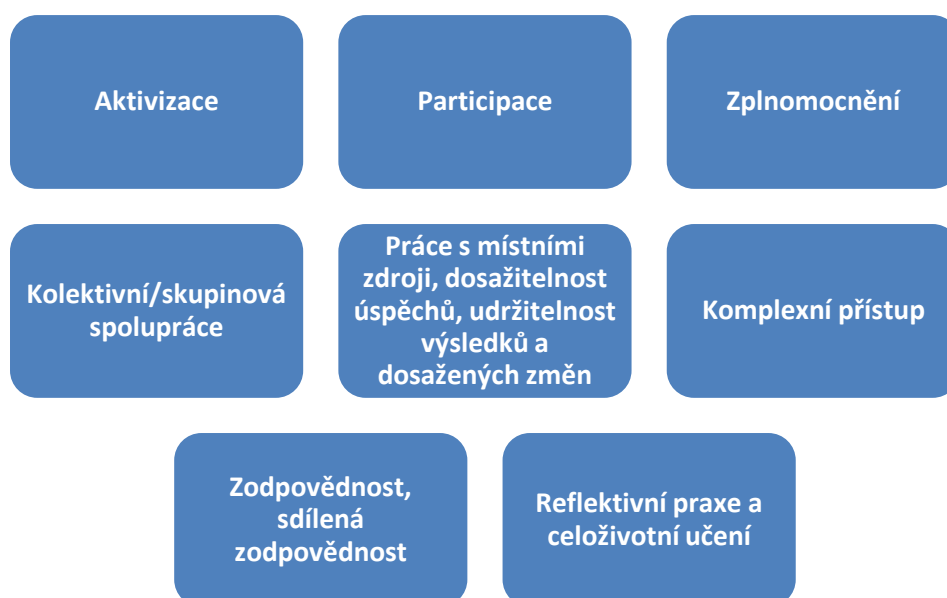 Aktivizace
Participace
Zplnomocnění
Kolektivní/skupinová
spolupráce
Práce s místními
zdroji, dosažitelnost
úspěchů, udržitelnost
výsledků a
dosažených změn
Komplexní přístup
Zodpovědnost,
sdílená
zodpovědnost
Reflektivní praxe a
celoživotní učení